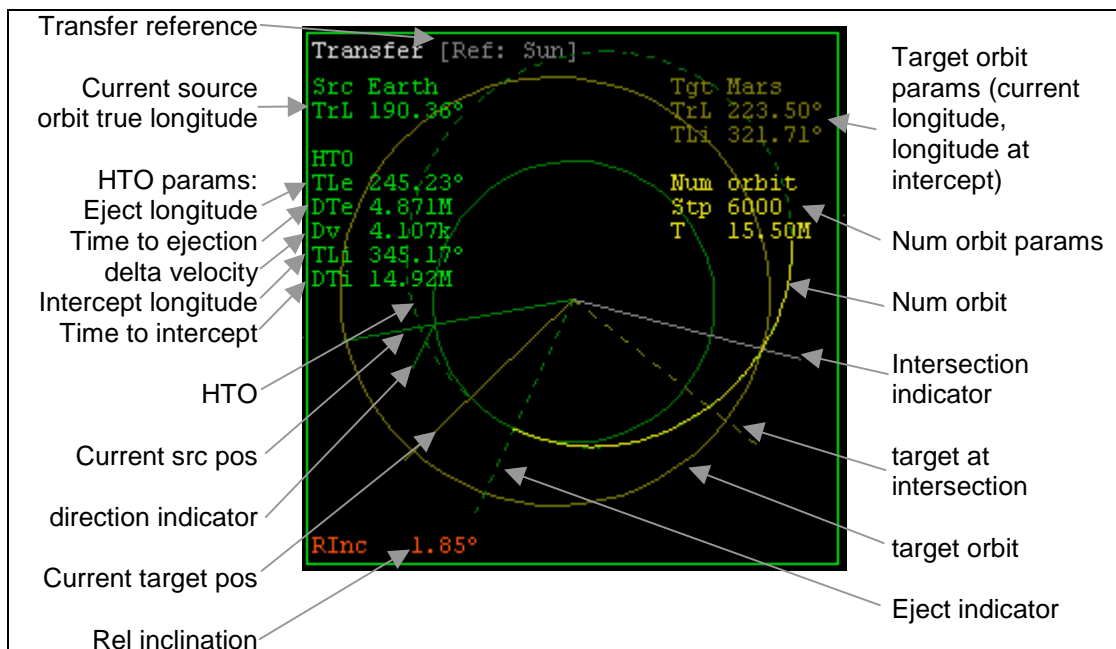 Transfer reference
Current source
orbit true longitude
HTO params:
Eject longitude
Time to ejection
delta velocity
Intercept longitude
Time to intercept
HTO
Current src pos
direction indicator
Current target pos
Rel inclination
Transfer [Ref: Sun]
Src Earth
TrL 190.36°
HTO
TLe 245.23°
DTe 4.871M
Dv 4.107k
TLi 345.17°
DTi 14.92M
RInc 1.85°
Tgt Mars
TrL 223.50°
TLi 321.71°
Num orbit
Stp 6000
T 15.50M
Target orbit
params (current
longitude,
longitude at
intercept)
Num orbit params
Num orbit
Intersection
indicator
target at
intersection
target orbit
Eject indicator